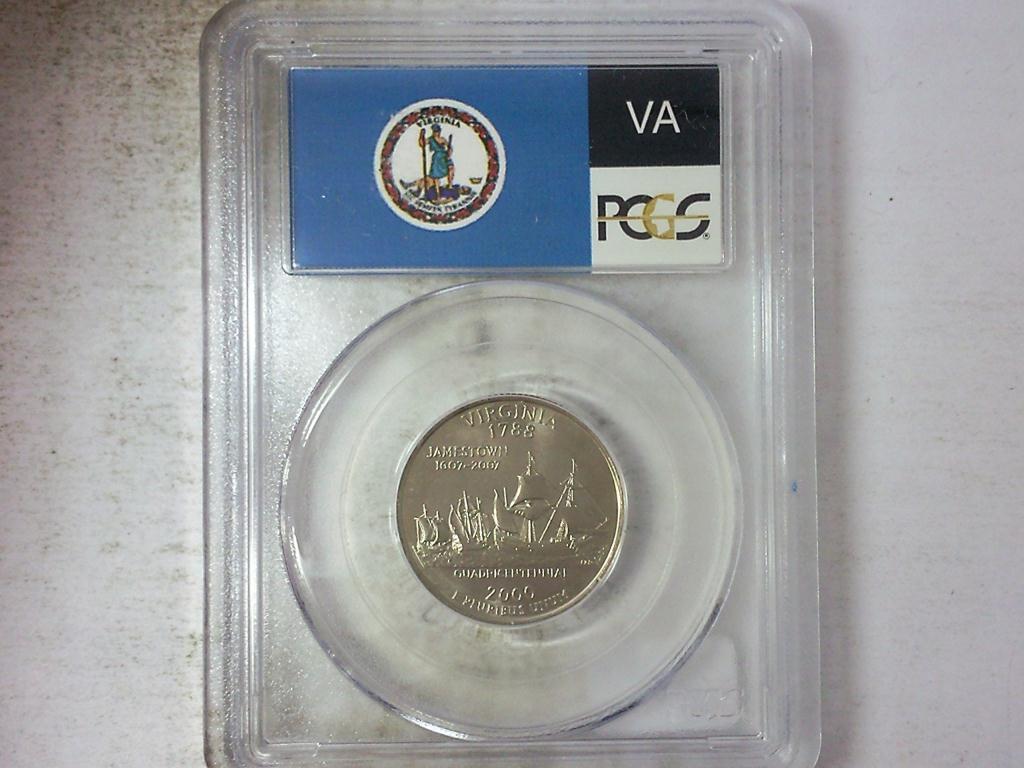 VIRGINIA
VA
PCGS
VIRGINIA
1788
JAMESTOWN
1607-2007
QUADRICENTENNIAL
2000
E PLURIBUS UNUM